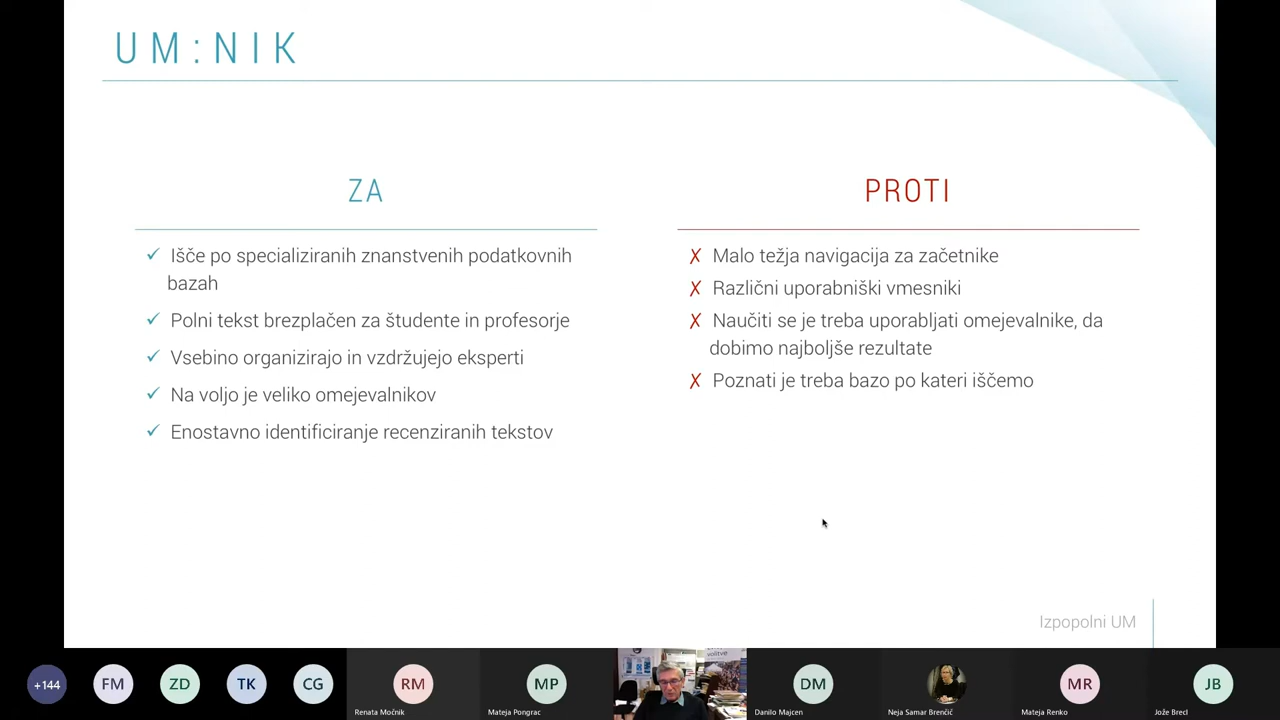 UM:NIK
ZA
✓ Išče po specializiranih znanstvenih podatkovnih
bazah
✓ Polni tekst brezplačen za študente in profesorje
✓ Vsebino organizirajo in vzdržujejo eksperti
✓ Na voljo je veliko omejevalnikov
✓ Enostavno identificiranje recenziranih tekstov
PROTI
✗ Malo težja navigacija za začetnike
✗ Različni uporabniški vmesniki
✗ Naučiti se je treba uporabljati omejevalnike, da
dobimo najboljše rezultate
✗ Poznati je treba bazo po kateri iščemo
Izpopolni UM
+144
FM
ZD
TK
CG
RM
Renata Močnik
MP
Mateja Pongrac
volitve
DM
Danilo Majcen
Neja Samar Brenčič
MR
Mateja Renko
JB
Jože Brecl